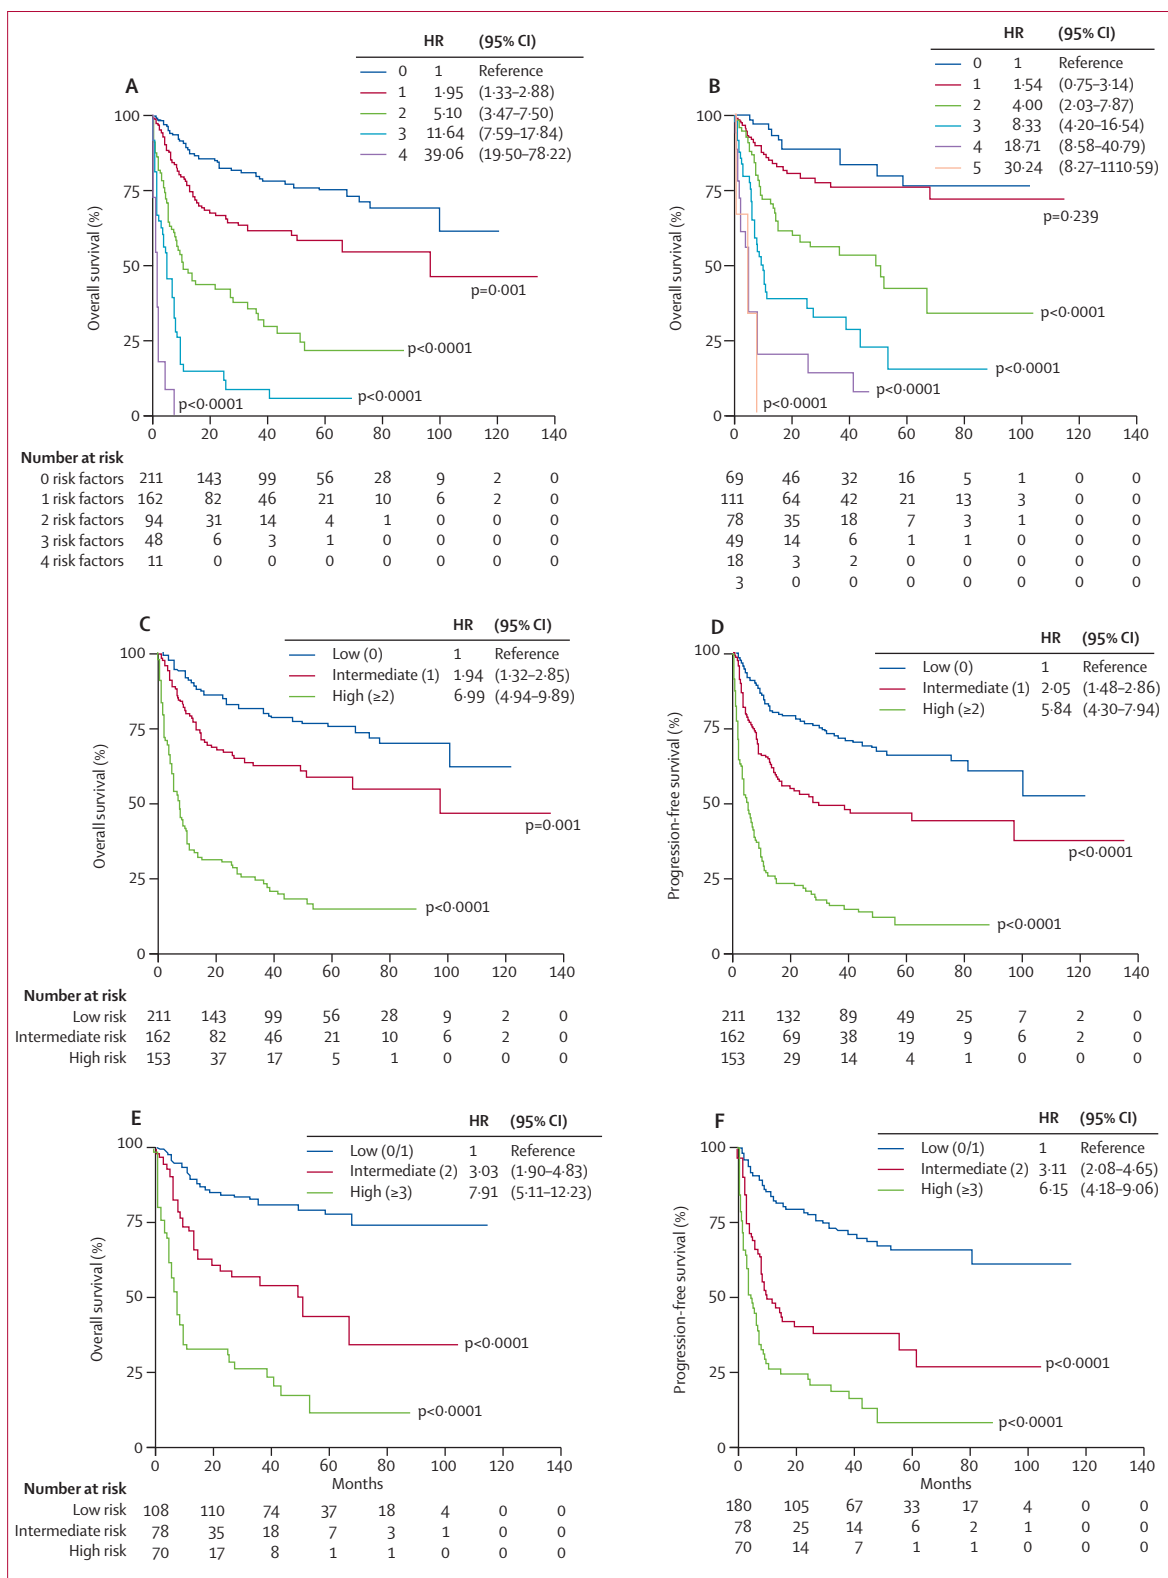 A
HR (95% CI)
0 1 Reference
1 1·95 (1·33–2·88)
2 5·10 (3·47–7·50)
3 11·64 (7·59–17·84)
4 39·06 (19·50–78·22)
Overall survival (%)
100
75
50
25
0
p=0·001
p<0·0001
p<0·0001
p<0·0001
0 20 40 60 80 100 120 140
Number at risk
0 risk factors 211 143 99 56 28 9 2 0
1 risk factors 162 82 46 21 10 6 2 0
2 risk factors 94 31 14 4 1 0 0 0
3 risk factors 48 6 3 1 0 0 0 0
4 risk factors 11 0 0 0 0 0 0 0
B
HR (95% CI)
0 1 Reference
1 1·54 (0·75–3·14)
2 4·00 (2·03–7·87)
3 8·33 (4·20–16·54)
4 18·71 (8·58–40·79)
5 30·24 (8·27–1110·59)
Overall survival (%)
100
75
50
25
0
p=0·239
p<0·0001
p<0·0001
p<0·0001
p<0·0001
0 20 40 60 80 100 120 140
69 46 32 16 5 1 0 0
111 64 42 21 13 3 0 0
78 35 18 7 3 1 0 0
49 14 6 1 1 0 0 0
18 3 2 0 0 0 0 0
3 0 0 0 0 0 0 0
C
HR (95% CI)
Low (0) 1 Reference
Intermediate (1) 1·94 (1·32–2·85)
High (≥2) 6·99 (4·94–9·89)
Overall survival (%)
100
75
50
25
0
p=0·001
p<0·0001
0 20 40 60 80 100 120 140
Number at risk
Low risk 211 143 99 56 28 9 2 0
Intermediate risk 162 82 46 21 10 6 2 0
High risk 153 37 17 5 1 0 0 0
D
HR (95% CI)
Low (0) 1 Reference
Intermediate (1) 2·05 (1·48–2·86)
High (≥2) 5·84 (4·30–7·94)
Progression-free survival (%)
100
75
50
25
0
p<0·0001
p<0·0001
0 20 40 60 80 100 120 140
211 132 89 49 25 7 2 0
162 69 38 19 9 6 2 0
153 29 14 4 1 0 0 0
E
HR (95% CI)
Low (0/1) 1 Reference
Intermediate (2) 3·03 (1·90–4·83)
High (≥3) 7·91 (5·11–12·23)
Overall survival (%)
100
75
50
25
0
p<0·0001
p<0·0001
0 20 40 60 80 100 120 140
Months
Number at risk
Low risk 108 110 74 37 18 4 0 0
Intermediate risk 78 35 18 7 3 1 0 0
High risk 70 17 8 1 1 0 0 0
F
HR (95% CI)
Low (0/1) 1 Reference
Intermediate (2) 3·11 (2·08–4·65)
High (≥3) 6·15 (4·18–9·06)
Progression-free survival (%)
100
75
50
25
0
p<0·0001
p<0·0001
0 20 40 60 80 100 120 140
Months
180 105 67 33 17 4 0 0
78 25 14 6 2 1 0 0
70 14 7 1 1 0 0 0